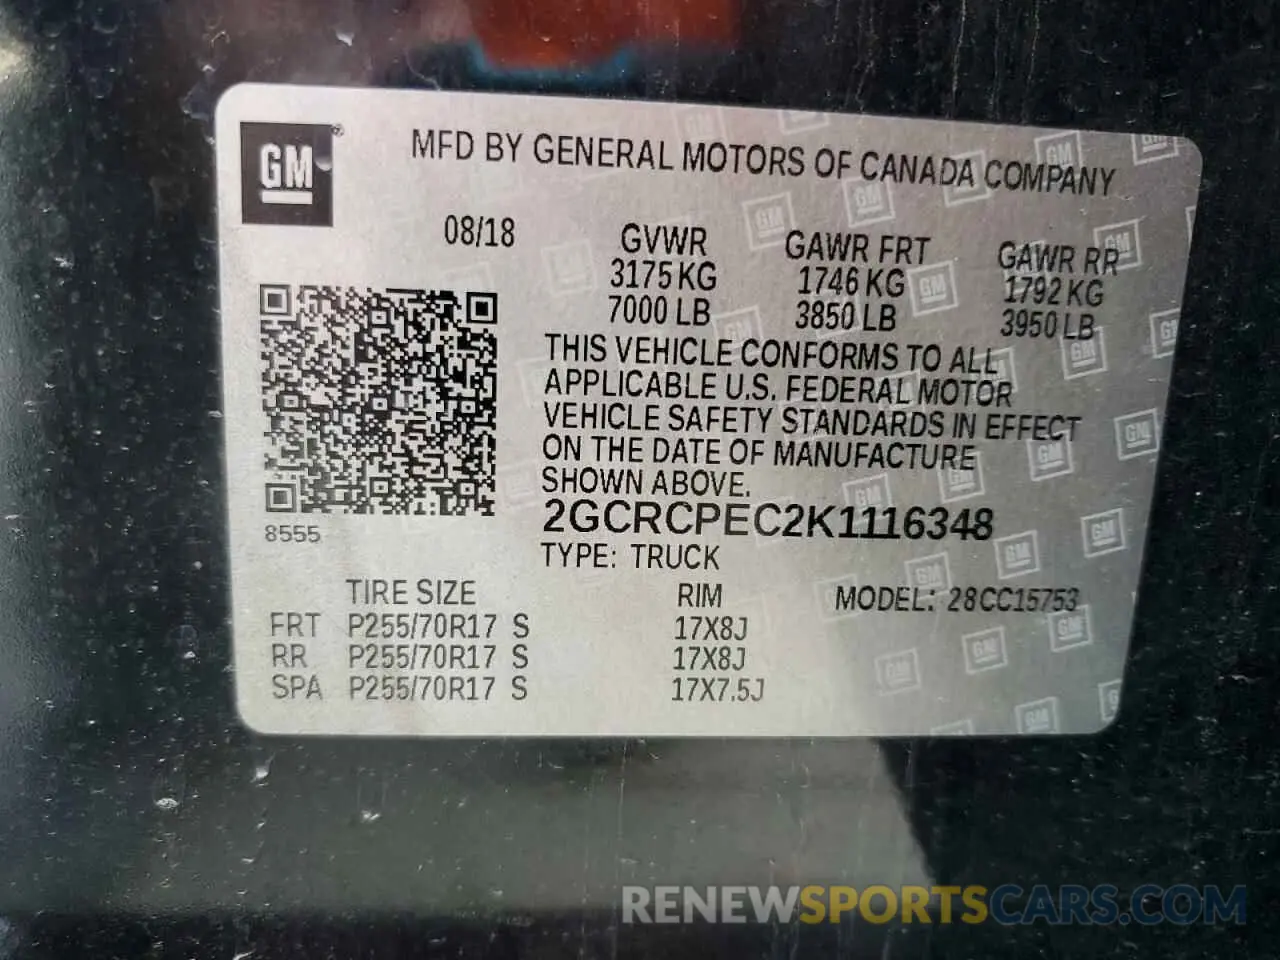 GM
MFD BY GENERAL MOTORS OF CANADA COMPANY
08/18 GVWR GAWR FRT GAWR RR
3175 KG 1746 KG 1792 KG
7000 LB 3850 LB 3950 LB
THIS VEHICLE CONFORMS TO ALL
APPLICABLE U.S. FEDERAL MOTOR
VEHICLE SAFETY STANDARDS IN EFFECT
ON THE DATE OF MANUFACTURE
SHOWN ABOVE.
8555
2GCRCPEC2K1116348
TYPE: TRUCK
TIRE SIZE RIM MODEL: 28CC15753
FRT P255/70R17 S 17X8J
RR P255/70R17 S 17X8J
SPA P255/70R17 S 17X7.5J
RENEWSPORTSCARS.COM